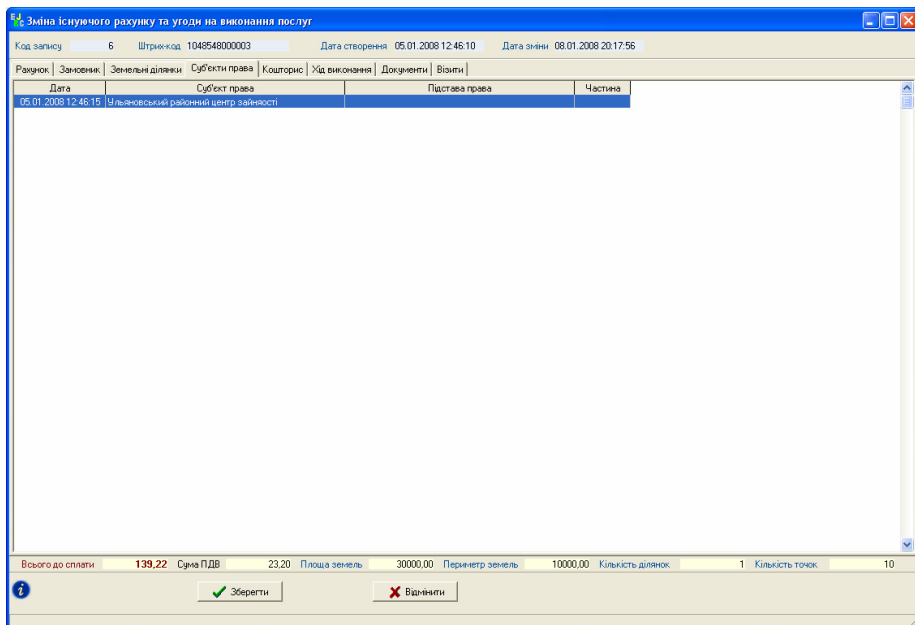 Зміна існуючого рахунку та угоди на виконання послуг
Код запису 6 Штрих-код 1048548000003 Дата створення 05.01.2008 12:46:10 Дата зміни 08.01.2008 20:17:56
Рахунок Замовник Земельні ділянки Суб'єкти права Кошторис Хід виконання Документи Візити
Дата Суб'єкт права Підстава права Частина
05.01.2008 12:46:15 Ульяновський районний центр зайнятості
Всього до сплати 139,22 Сума ПДВ 23,20 Площа земель 30000,00 Периметр земель 10000,00 Кількість ділянок 1 Кількість точок 10
Зберегти Відмінити